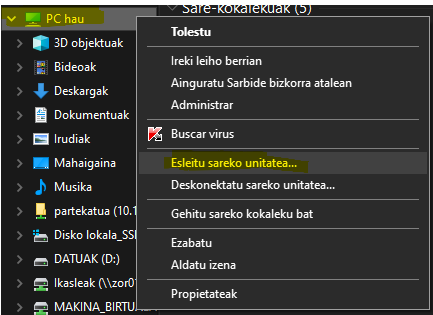 Sare-kokalekuak (5)
PC hau
3D objektuak
Bideoak
Deskargak
Dokumentuak
Irudiak
Mahaigaina
Musika
partekatua (10.1
Disko lokala_SS
DATUAK (D:)
Ikasleak (\\zor0
MAKINA_BIRTUA
Tolestu
Ireki leiho berrian
Ainguratu Sarbide bizkorra atalean
Administrar
Buscar virus
Esleitu sareko unitatea...
Deskonektatu sareko unitatea...
Gehitu sareko kokaleku bat
Ezabatu
Aldatu izena
Propietateak